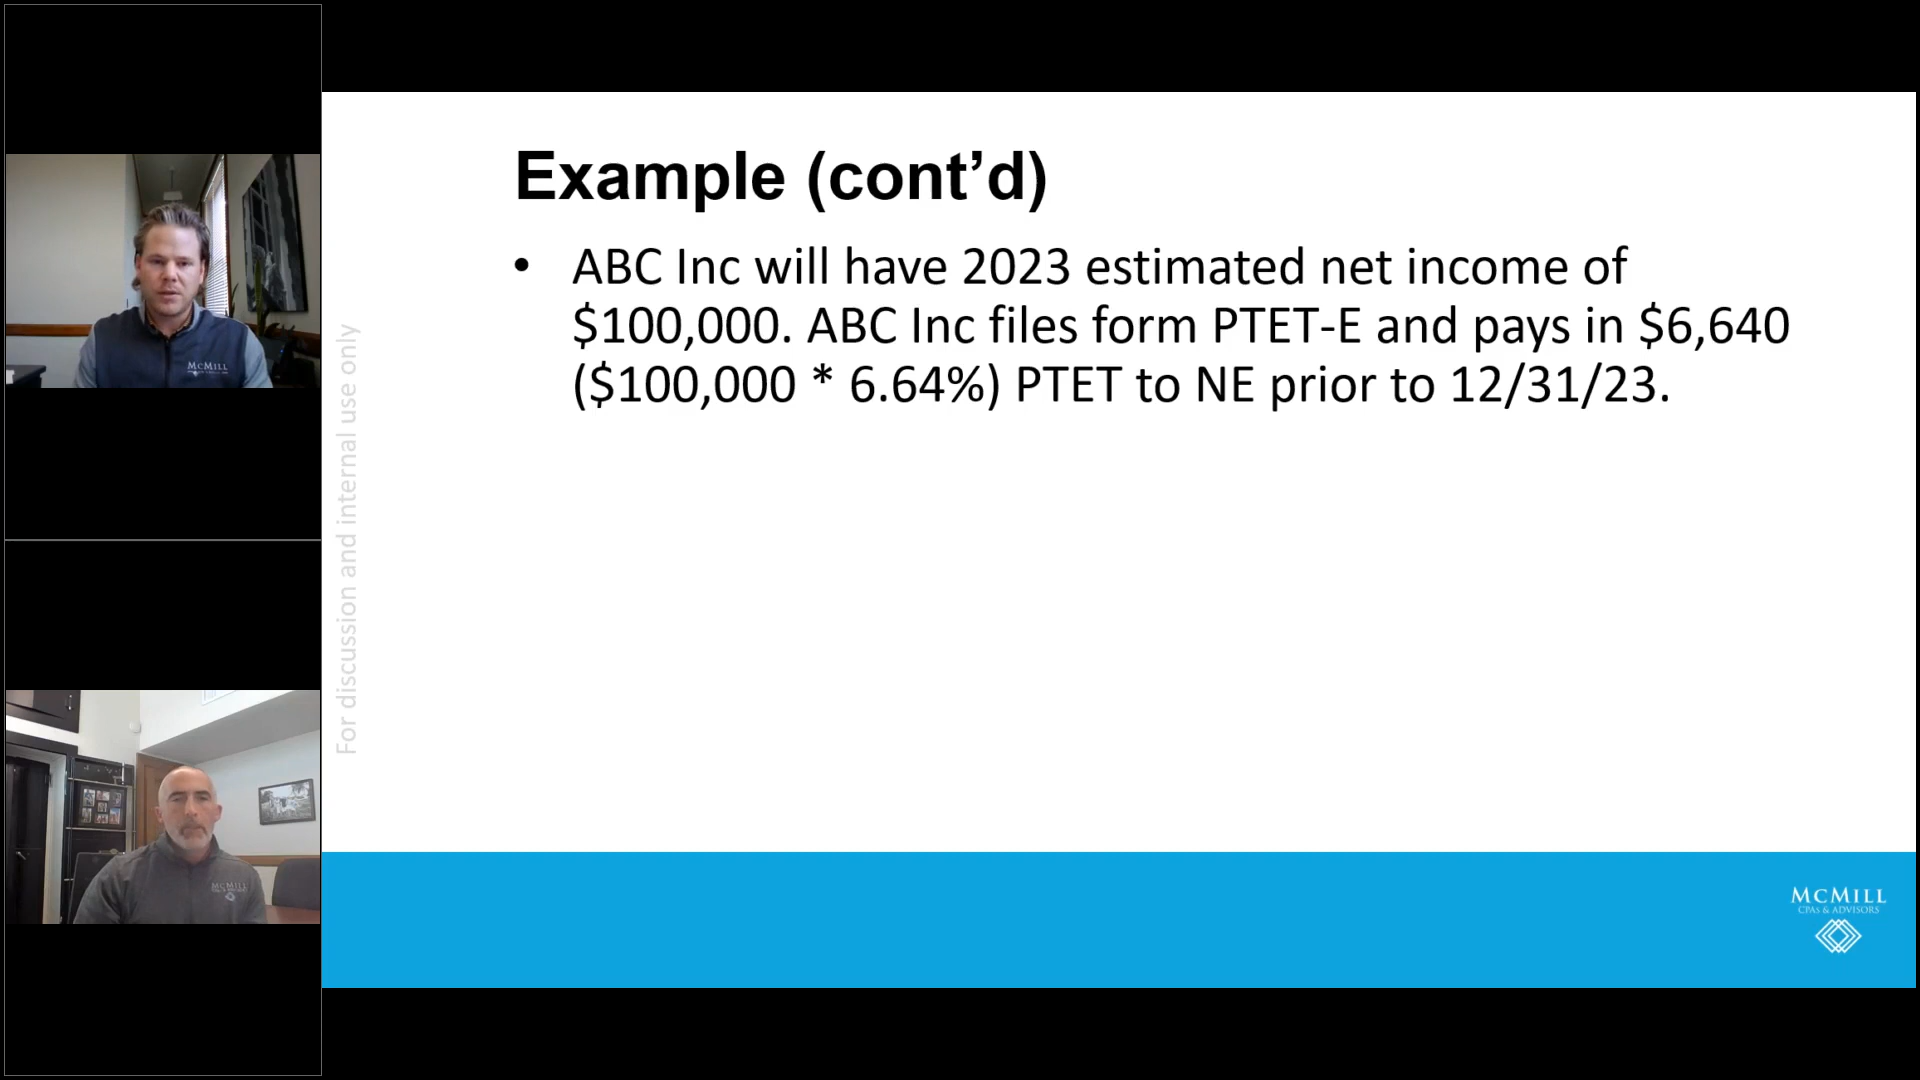 Example (cont’d)
• ABC Inc will have 2023 estimated net income of
$100,000. ABC Inc files form PTET-E and pays in $6,640
($100,000 * 6.64%) PTET to NE prior to 12/31/23.
For discussion and internal use only
MCMILL
CPAS & ADVISORS
MCMILL
MCMILL